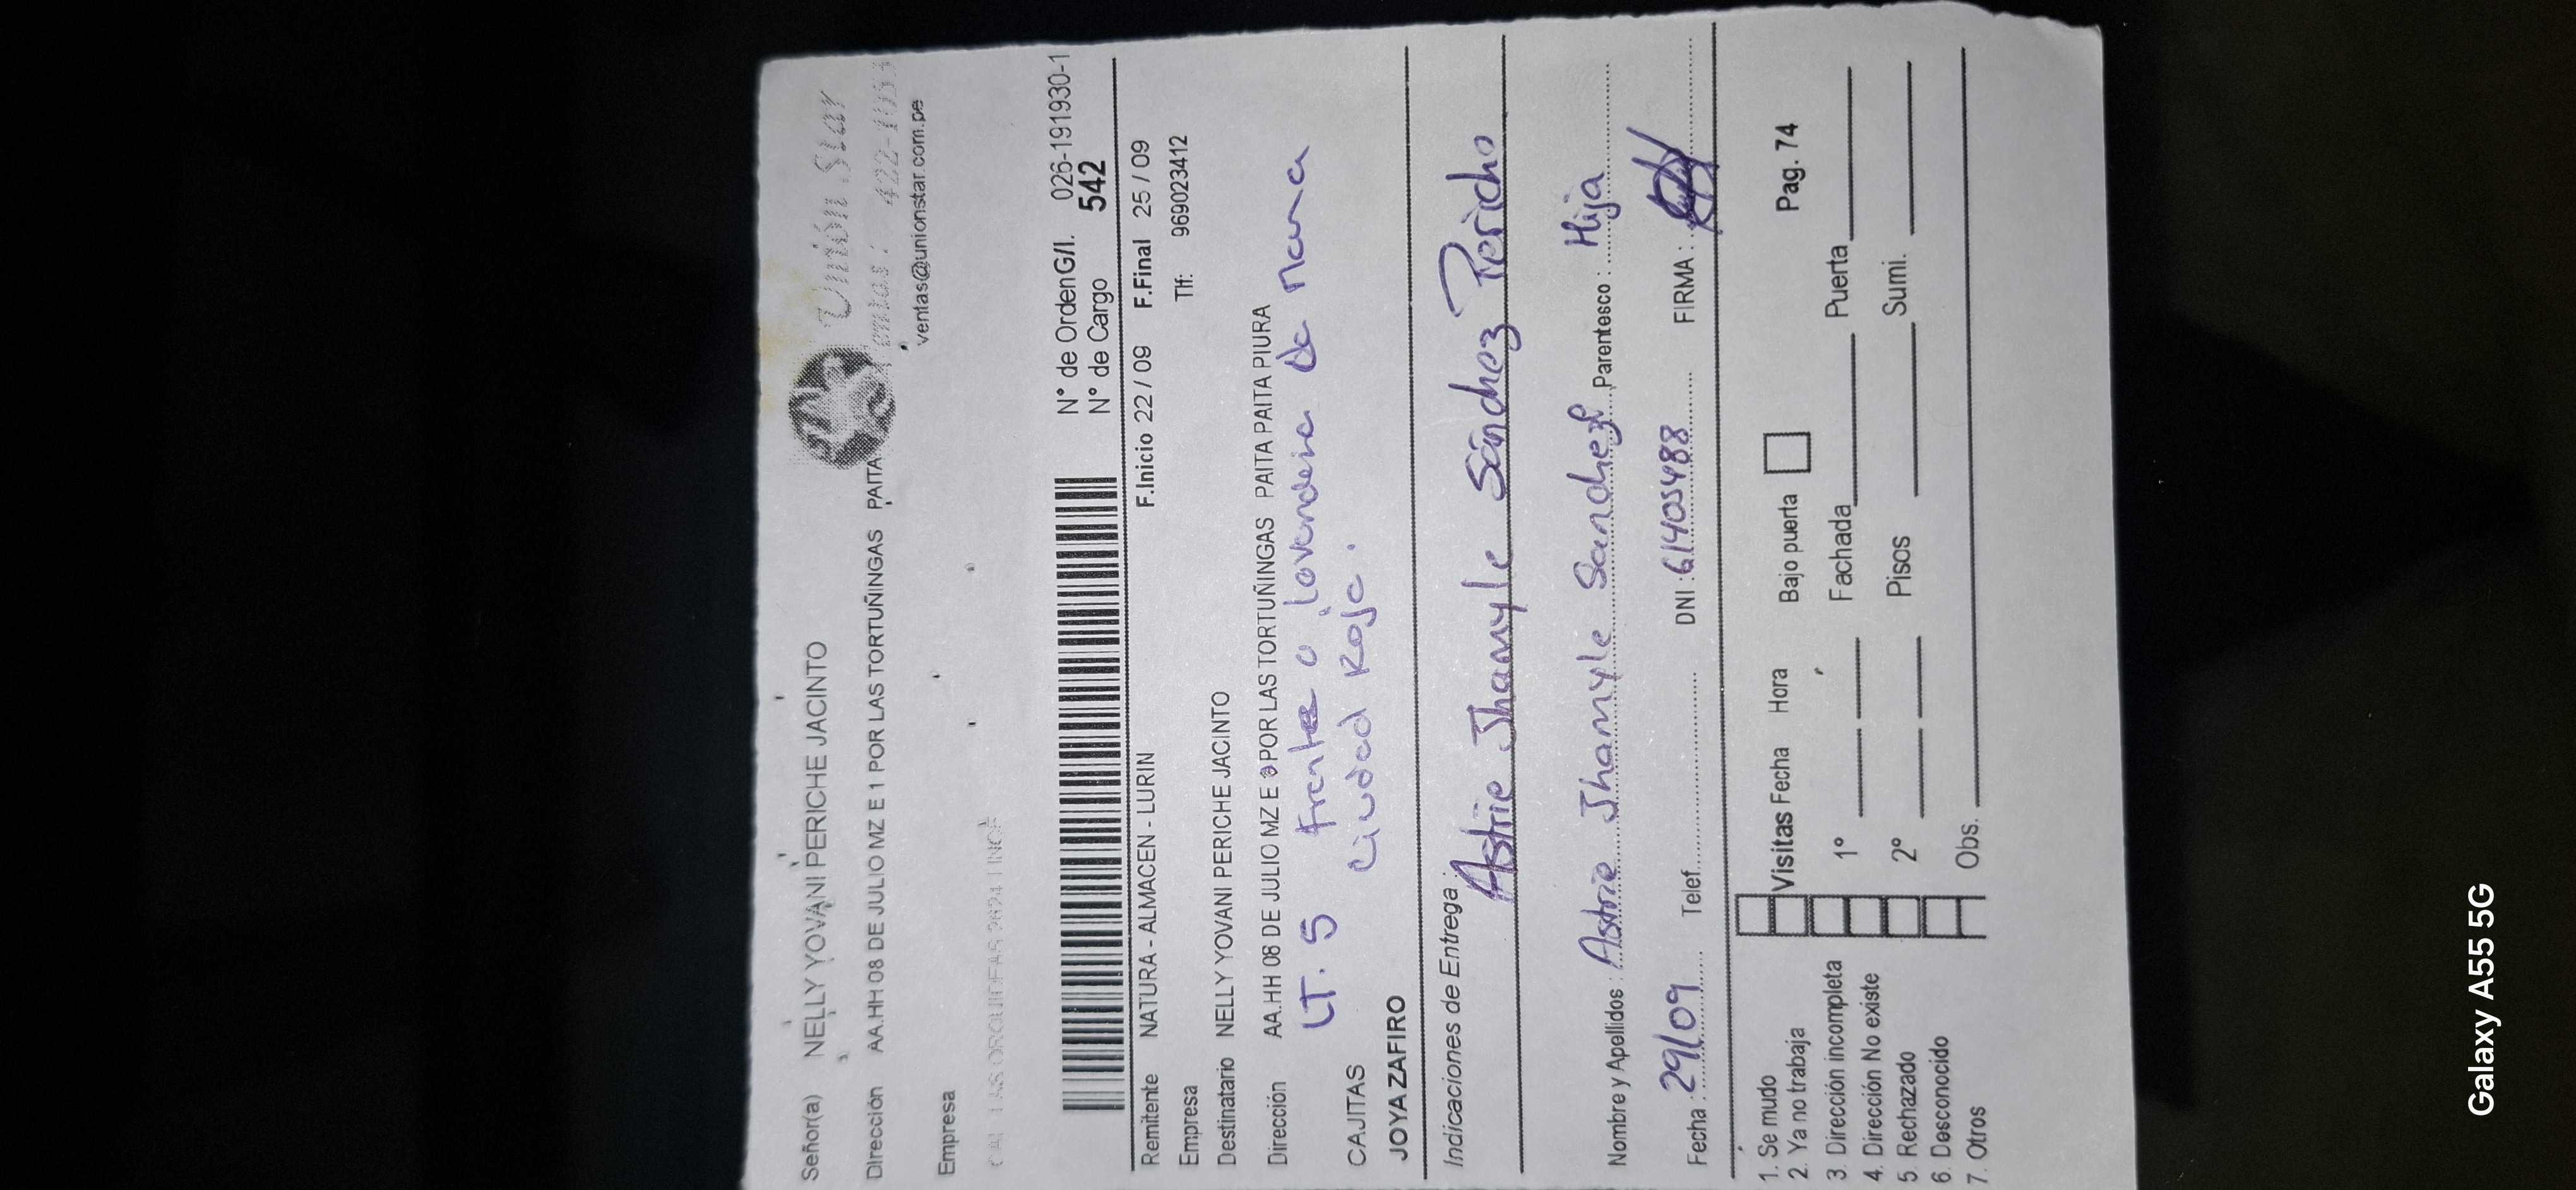 Señor(a) NELLY YOVANI PERICHE JACINTO
Unión Star
Dirección AA.HH 08 DE JULIO MZ E 1 POR LAS TORTUÑINGAS PAITA
422-
ventas@unionstar.com.pe
Empresa
N° de OrdenG/I. 026-191930-1
N° de Cargo 542
F.Inicio 22 / 09 F.Final 25 / 09
Remitente NATURA - ALMACEN - LURIN
Empresa Tlf: 969023412
Destinatario NELLY YOVANI PERICHE JACINTO
Dirección AA.HH 08 DE JULIO MZ E POR LAS TORTUÑINGAS PAITA PAITA PIURA
LT. 5 Frente a lavanderia de
CAJITAS Ciudad Roja.
JOYA ZAFIRO
Indicaciones de Entrega :
Astrie Jhamyle Sánchez Periche
Nombre y Apellidos : Astrie Jhamyle Sanchez P Parentesco : Hija
Fecha : 29/09 Telef. DNI : 61405488 FIRMA :
1. Se mudo
2. Ya no trabaja
3. Dirección incompleta
4. Dirección No existe
5. Rechazado
6. Desconocido
7. Otros
Visitas Fecha Hora Bajo puerta Pag. 74
1° Fachada Puerta
2° Pisos Sumi.
Obs.
Galaxy A55 5G